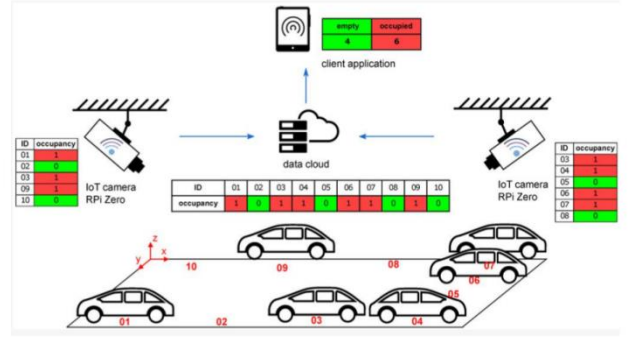 empty occupied
4 6
client application
data cloud
ID occupancy
01 1
02 0
03 1
09 1
10 0
IoT camera
RPi Zero
ID 01 02 03 04 05 06 07 08 09 10
occupancy 1 0 1 1 0 1 1 0 1 0
ID occupancy
03 1
04 1
05 0
06 1
07 1
08 0
IoT camera
RPi Zero
z
y x
10 09 08 07
06
05
01 02 03 04